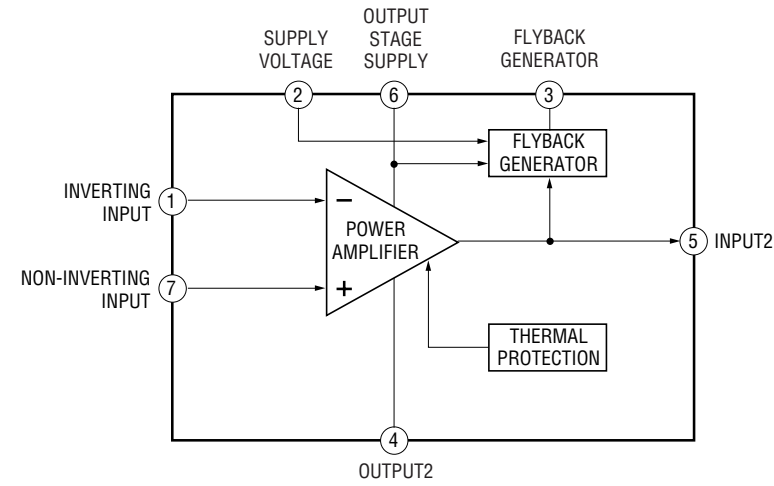 OUTPUT
STAGE
SUPPLY
SUPPLY
VOLTAGE
FLYBACK
GENERATOR
2
6
3
FLYBACK
GENERATOR
INVERTING
INPUT
1
−
POWER
AMPLIFIER
5
INPUT2
NON-INVERTING
INPUT
7
+
THERMAL
PROTECTION
4
OUTPUT2